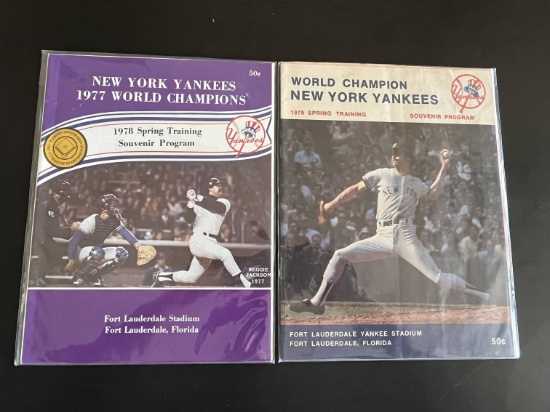 50¢
NEW YORK YANKEES
1977 WORLD CHAMPIONS
1978 Spring Training
Souvenir Program
Yankees
REGGIE
JACKSON
1977
Fort Lauderdale Stadium
Fort Lauderdale, Florida
WORLD CHAMPION
NEW YORK YANKEES
1979 SPRING TRAINING SOUVENIR PROGRAM
NEW YORK
FORT LAUDERDALE YANKEE STADIUM
FORT LAUDERDALE, FLORIDA 50¢